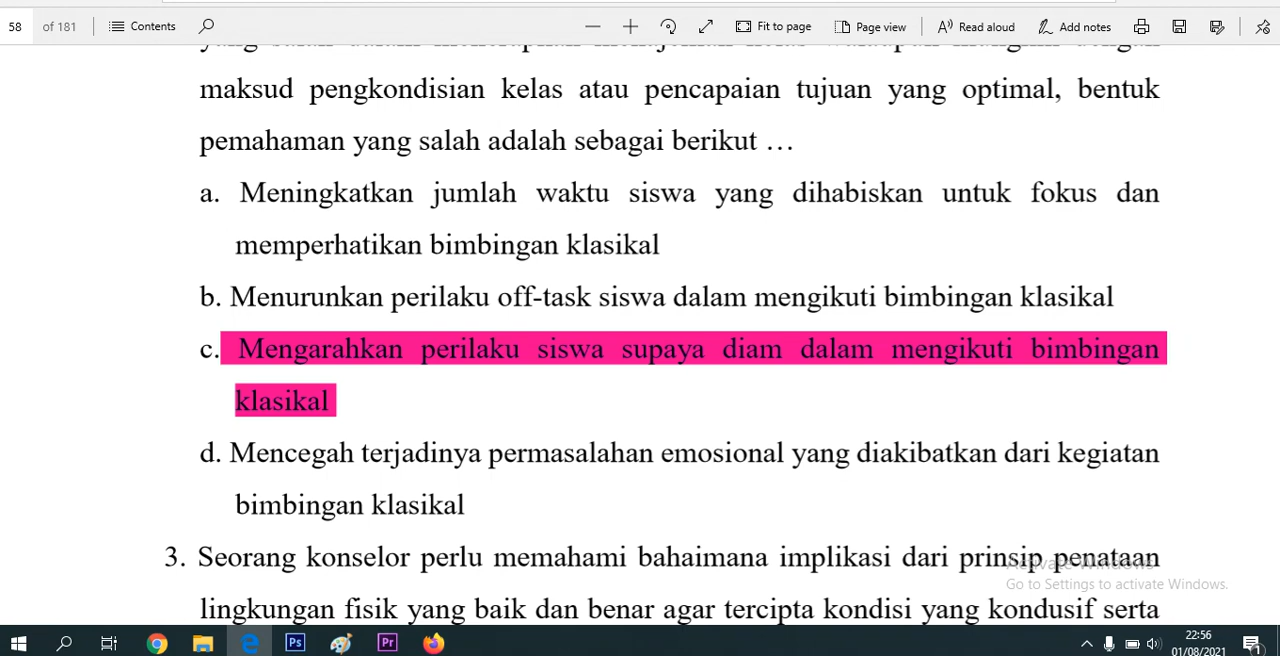 58 of 181 Contents Fit to page Page view Read aloud Add notes
maksud pengkondisian kelas atau pencapaian tujuan yang optimal, bentuk
pemahaman yang salah adalah sebagai berikut …
a. Meningkatkan jumlah waktu siswa yang dihabiskan untuk fokus dan
memperhatikan bimbingan klasikal
b. Menurunkan perilaku off-task siswa dalam mengikuti bimbingan klasikal
c. Mengarahkan perilaku siswa supaya diam dalam mengikuti bimbingan
klasikal
d. Mencegah terjadinya permasalahan emosional yang diakibatkan dari kegiatan
bimbingan klasikal
3. Seorang konselor perlu memahami bahaimana implikasi dari prinsip penataan
Activate Windows
Go to Settings to activate Windows.
lingkungan fisik yang baik dan benar agar tercipta kondisi yang kondusif serta
Ps Pr 22:56
01/08/2021 1